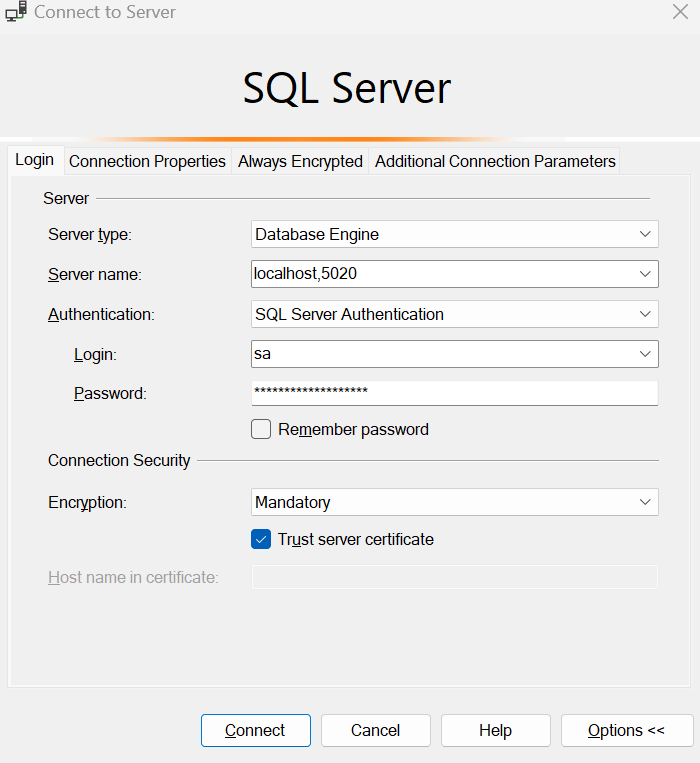 Connect to Server
SQL Server
Login Connection Properties Always Encrypted Additional Connection Parameters
Server
Server type: Database Engine
Server name: localhost,5020
Authentication: SQL Server Authentication
Login: sa
Password: *******************
Remember password
Connection Security
Encryption: Mandatory
Trust server certificate
Host name in certificate:
Connect Cancel Help Options <<